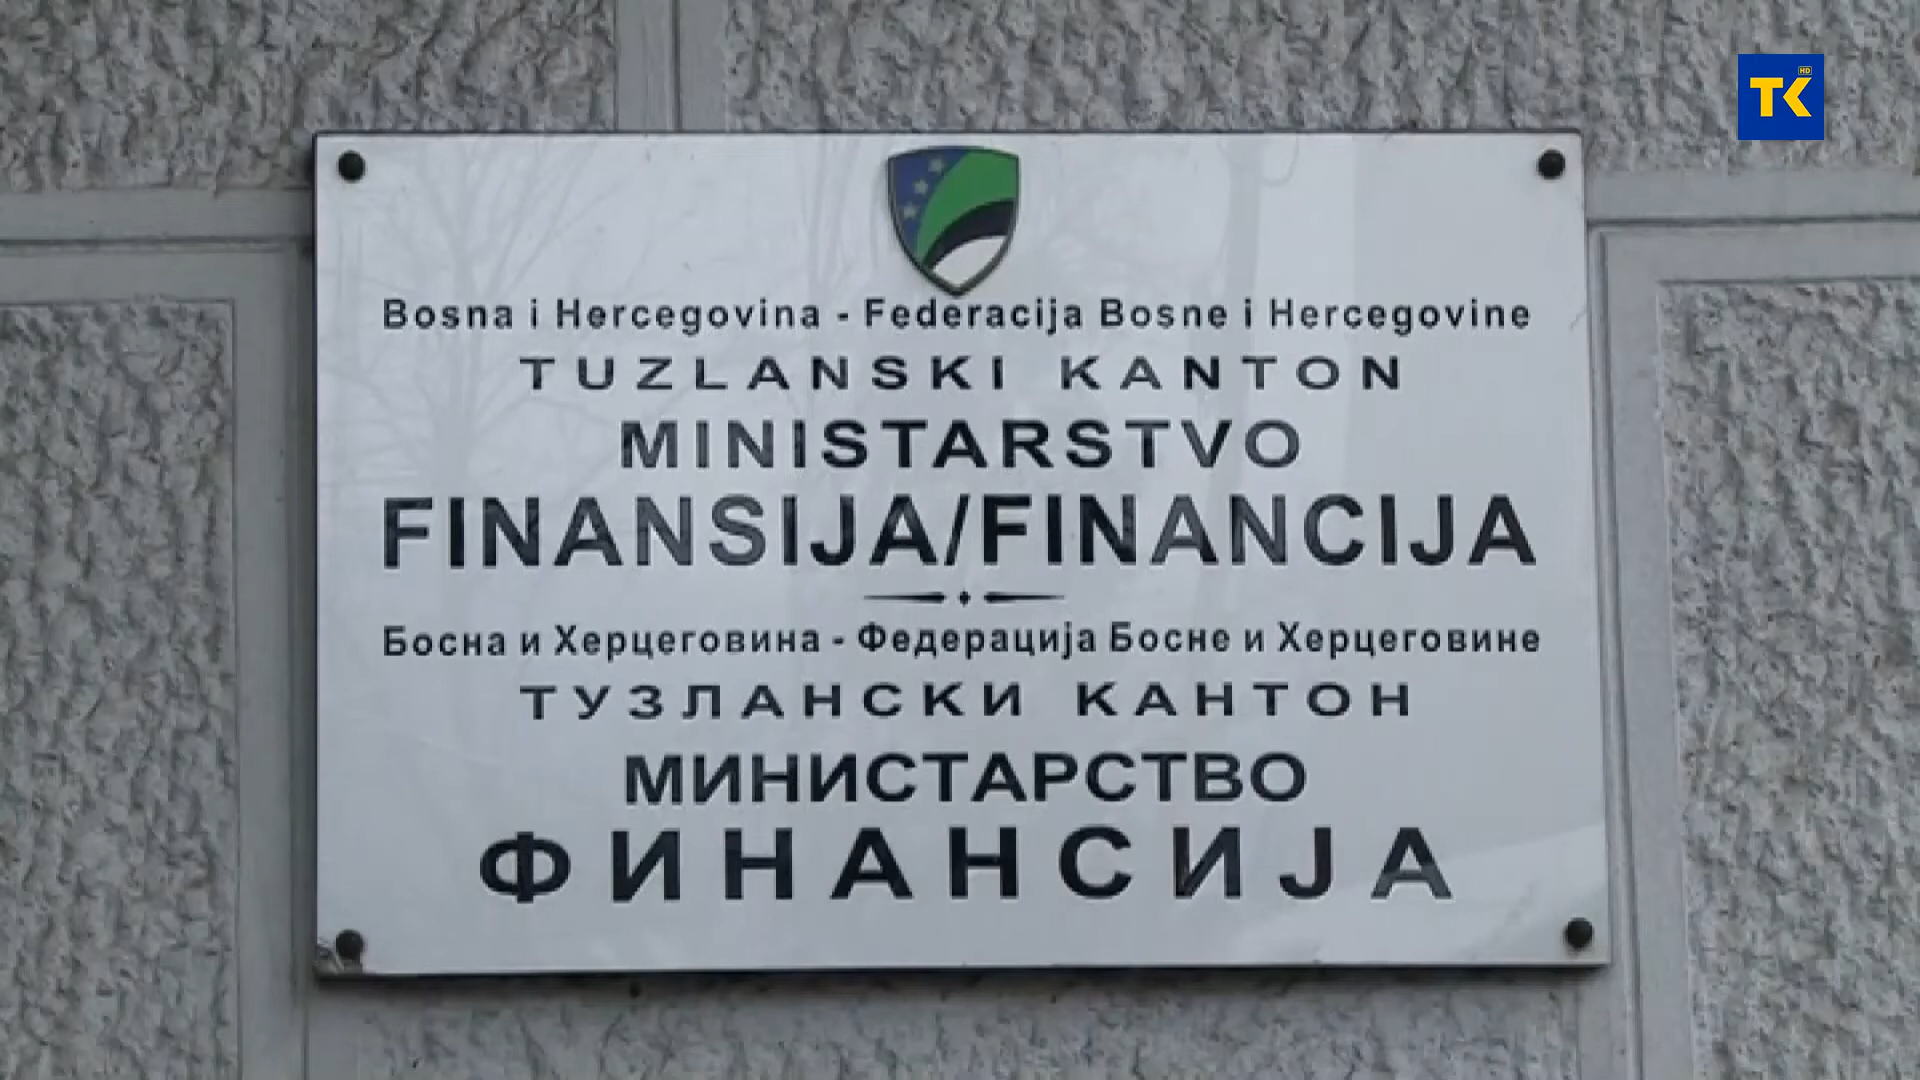 TK HD
Bosna i Hercegovina - Federacija Bosne i Hercegovine
TUZLANSKI KANTON
MINISTARSTVO
FINANSIJA/FINANCIJA
Босна и Херцеговина - Федерација Босне и Херцеговине
ТУЗЛАНСКИ КАНТОН
МИНИСТАРСТВО
ФИНАНСИЈА